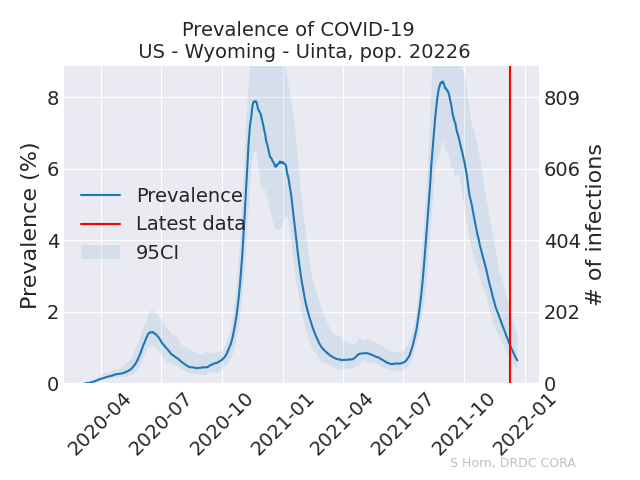 Prevalence of COVID-19
US - Wyoming - Uinta, pop. 20226
Prevalence (%)
8
6
4
2
0
809
606
404
202
0
# of infections
Prevalence
Latest data
95CI
2020-04
2020-07
2020-10
2021-01
2021-04
2021-07
2021-10
2022-01
S Horn, DRDC CORA